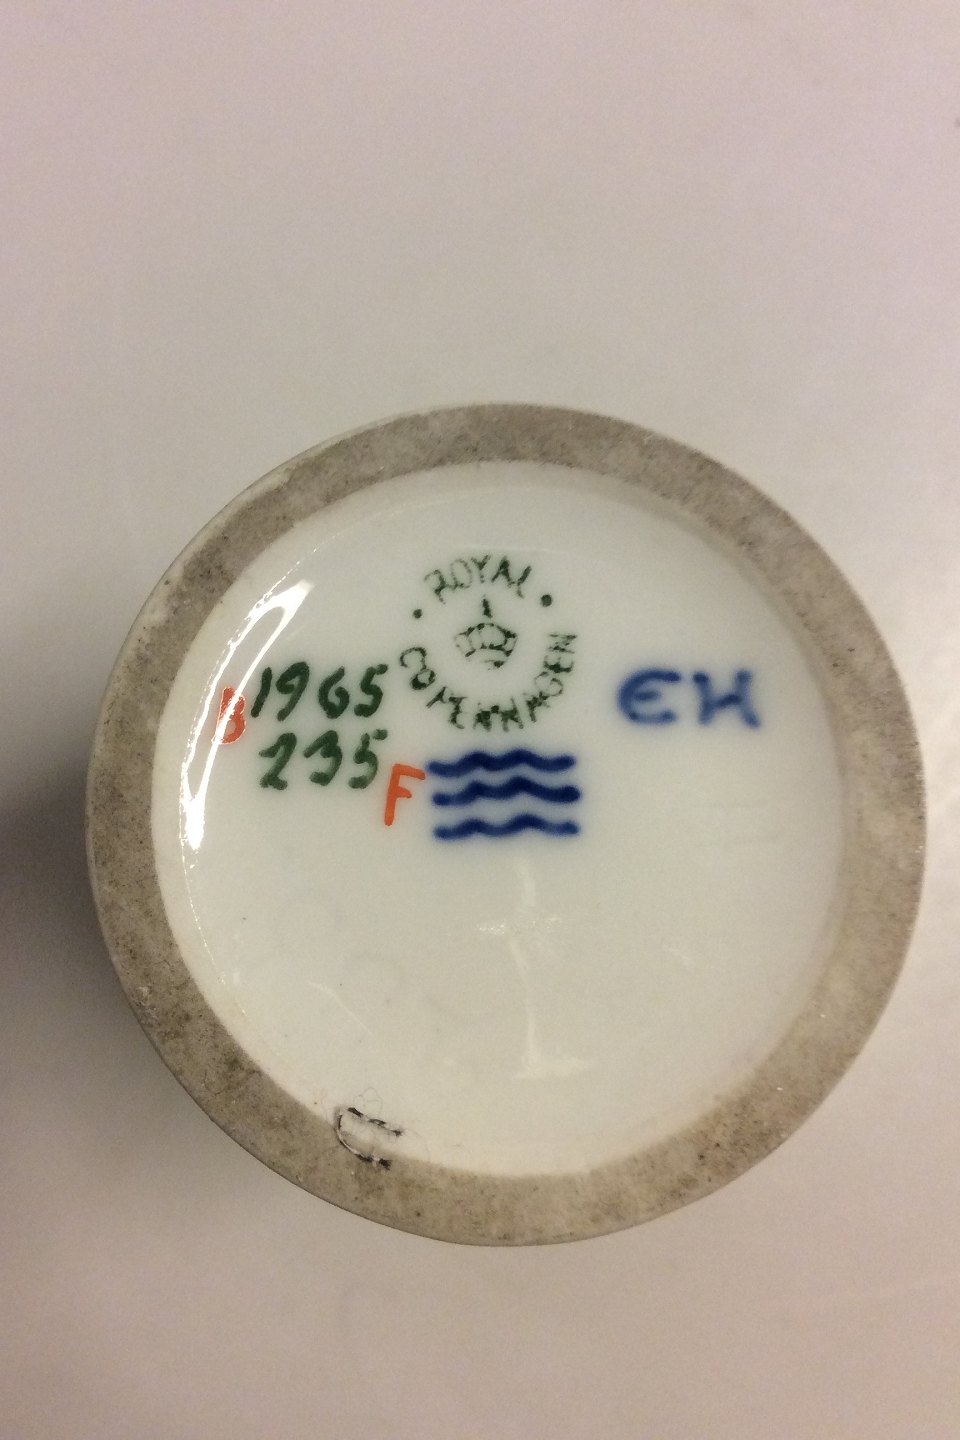 ROYAL
COPENHAGEN
B
1965
235
F
EH